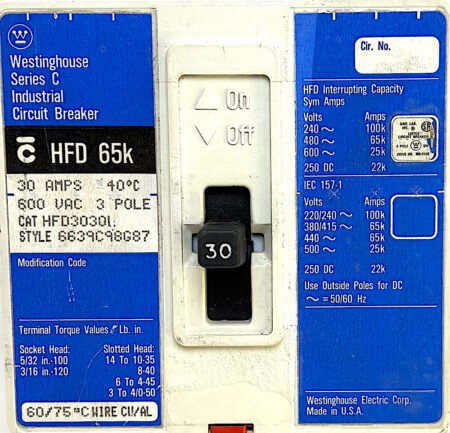 Westinghouse
Series C
Industrial
Circuit Breaker
C HFD 65k
30 AMPS 40°C
600 VAC 3 POLE
CAT HFD3030L
STYLE 6639C98G87
Modification Code
Terminal Torque Values Lb. in.
Socket Head: Slotted Head:
5/32 in.-100 14 To 10-35
3/16 in.-120 8-40
6 To 4-45
3 To 4/0-50
60/75°C WIRE CU/AL
△ On
▽ Off
30
Cir. No.
HFD Interrupting Capacity
Sym Amps
Volts Amps
240 ~ 100k
480 ~ 65k
600 ~ 25k
250 DC 22k
IEC 157-1
Volts Amps
220/240 ~ 100k
380/415 ~ 65k
440 ~ 65k
500 ~ 25k
250 DC 22k
Use Outside Poles for DC
~ = 50/60 Hz
Westinghouse Electric Corp.
Made in U.S.A.